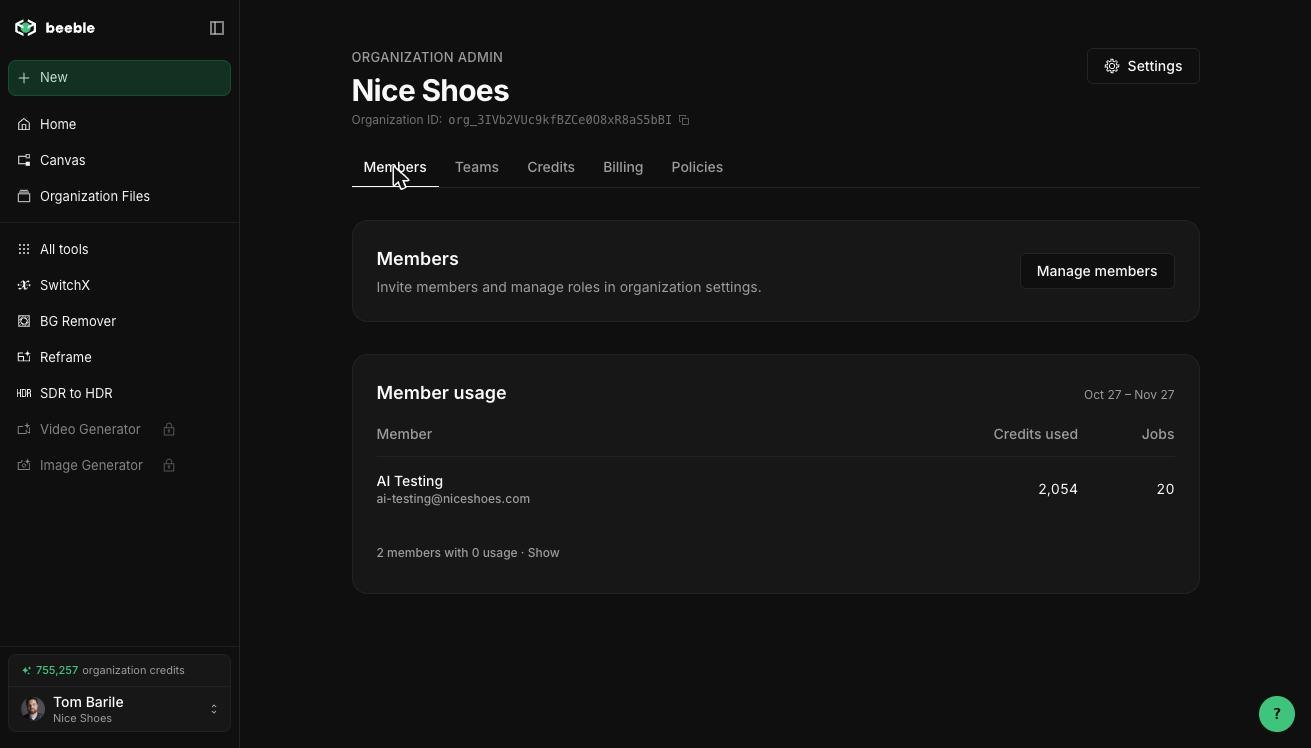 beeble
New
Home
Canvas
Organization Files
All tools
SwitchX
BG Remover
Reframe
HDR SDR to HDR
Video Generator
Image Generator
755,257 organization credits
Tom Barile
Nice Shoes
ORGANIZATION ADMIN
Nice Shoes
Organization ID: org_3IVb2VUc9kfBZCe0O8xR8aS5bBI
Settings
Members Teams Credits Billing Policies
Members
Invite members and manage roles in organization settings.
Manage members
Member usage
Oct 27 – Nov 27
Member Credits used Jobs
AI Testing
ai-testing@niceshoes.com
2,054 20
2 members with 0 usage · Show
?